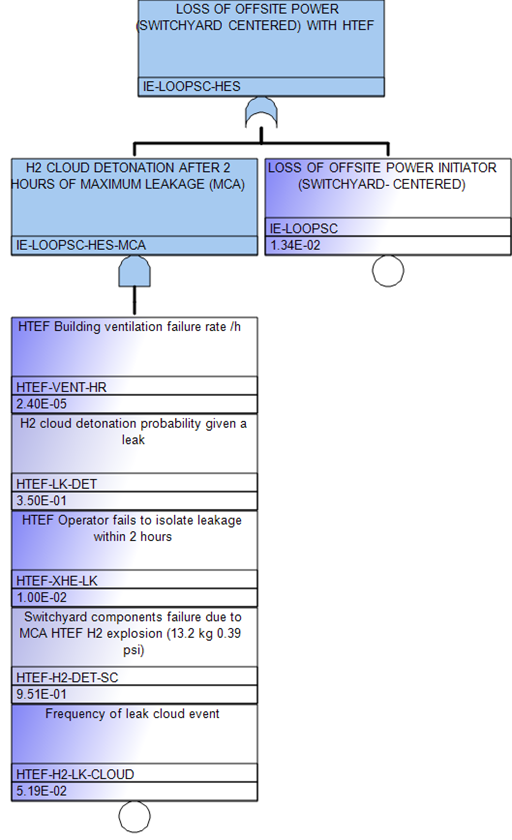 LOSS OF OFFSITE POWER
(SWITCHYARD CENTERED) WITH HTEF
IE-LOOPSC-HES
H2 CLOUD DETONATION AFTER 2
HOURS OF MAXIMUM LEAKAGE (MCA)
IE-LOOPSC-HES-MCA
LOSS OF OFFSITE POWER INITIATOR
(SWITCHYARD- CENTERED)
IE-LOOPSC
1.34E-02
HTEF Building ventilation failure rate /h
HTEF-VENT-HR
2.40E-05
H2 cloud detonation probability given a
leak
HTEF-LK-DET
3.50E-01
HTEF Operator fails to isolate leakage
within 2 hours
HTEF-XHE-LK
1.00E-02
Switchyard components failure due to
MCA HTEF H2 explosion (13.2 kg 0.39
psi)
HTEF-H2-DET-SC
9.51E-01
Frequency of leak cloud event
HTEF-H2-LK-CLOUD
5.19E-02